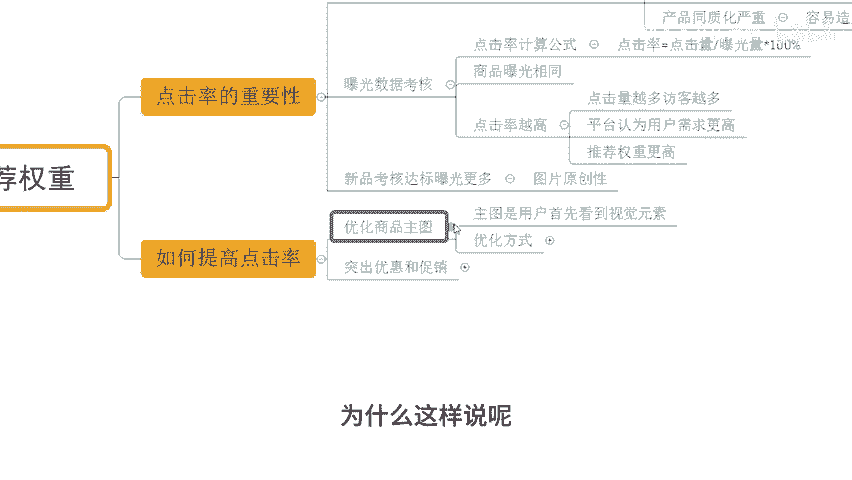 产品同质化严重
容易造
点击率计算公式
点击率=点击量/曝光量*100%
商品曝光相同
曝光数据考核
点击率的重要性
点击量越多访客越多
点击率越高
平台认为用户需求更高
推荐权重更高
荐权重
新品考核达标曝光更多
图片原创性
主图是用户首先看到视觉元素
优化商品主图
优化方式
如何提高点击率
突出优惠和促销
为什么这样说呢